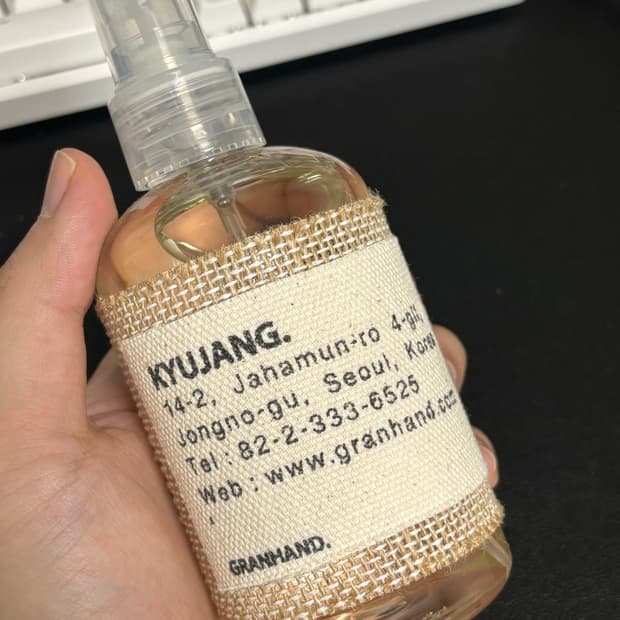 KYUJANG.
14-2, Jahamun-ro 4-gil,
Jongno-gu, Seoul, Korea
Tel : 82-2-333-6525
Web : www.granhand.com
GRANHAND.